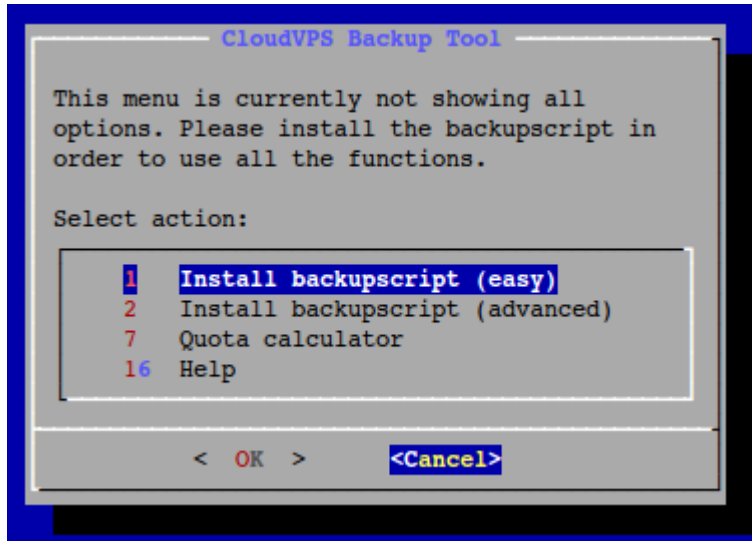 CloudVPS Backup Tool
This menu is currently not showing all
options. Please install the backupscript in
order to use all the functions.
Select action:
1 Install backupscript (easy)
2 Install backupscript (advanced)
7 Quota calculator
16 Help
< OK > <Cancel>